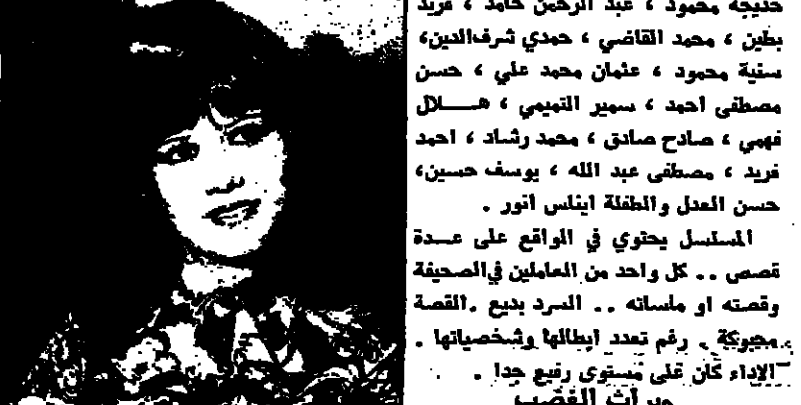 خديجة محمود ، عبد الرحمن حامد ، فريد
بطين ، محمد القاضي ، حمدي شرف الدين،
سنية محمود ، عثمان محمد علي ، حسن
مصطفى احمد ، سمير التميمي ، هـــلال
فهمي ، صادح صادق ، محمد رشاد ، احمد
فريد ، مصطفى عبد الله ، يوسف حسين،
حسن العدل والطفلة ايناس انور .
المسلسل يحتوي في الواقع على عــدة
قصص .. كل واحد من العاملين في الصحيفة
وقصته او ماساته .. السرد بديع .القصة
محبوكة . رغم تعدد ابطالها وشخصياتها .
الاداء كان على مستوى رفيع جدا .
الغضب